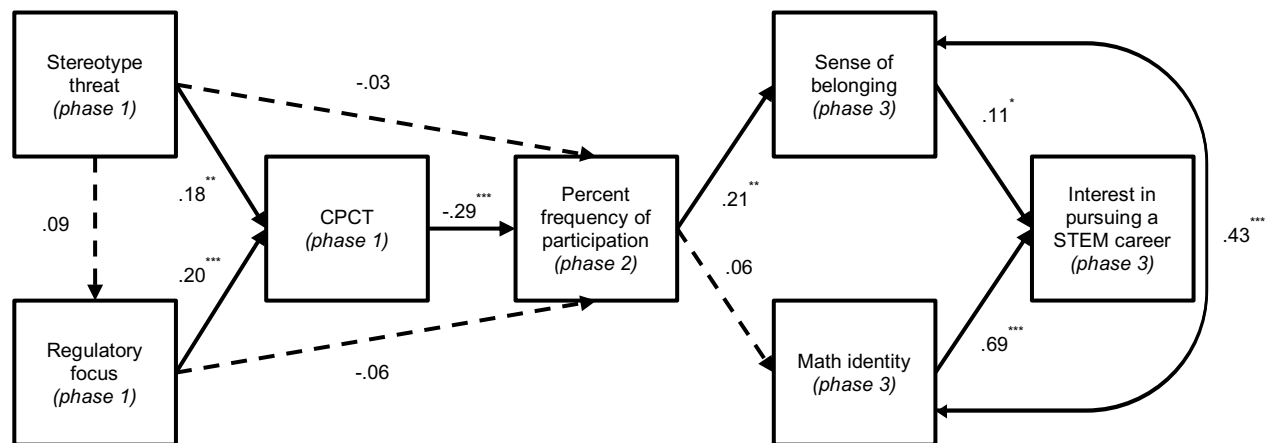 Stereotype
threat
(phase 1)
-.03
Sense of
belonging
(phase 3)
.11*
.18**
CPCT
(phase 1)
-.29***
Percent
frequency of
participation
(phase 2)
.21**
Interest in
pursuing a
STEM career
(phase 3)
.43***
.09
.20***
.06
Regulatory
focus
(phase 1)
-.06
Math identity
(phase 3)
.69***